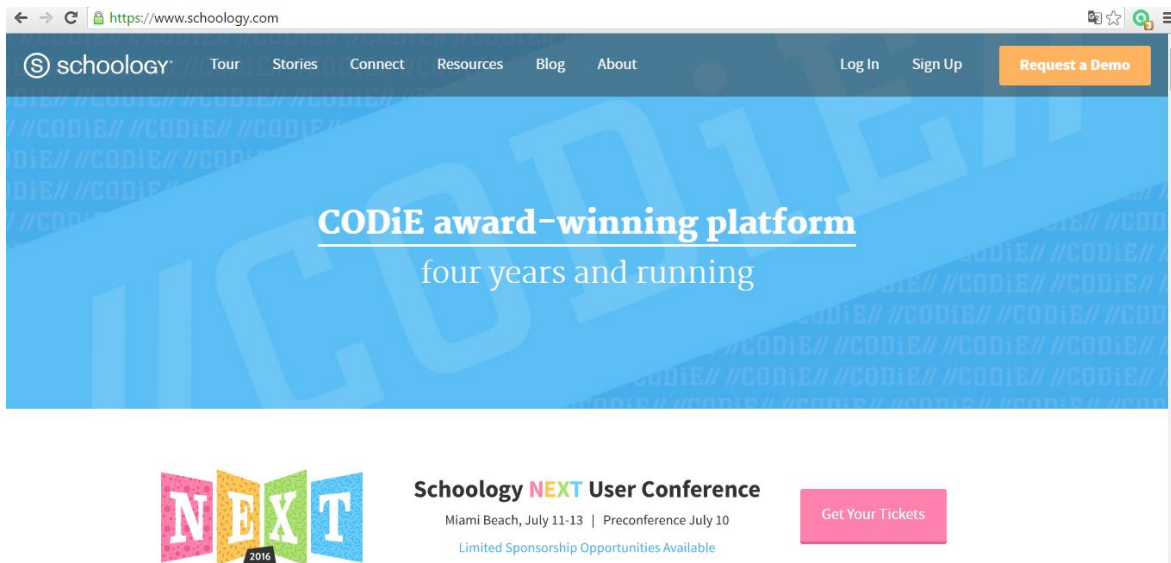 https://www.schoology.com
S schoology Tour Stories Connect Resources Blog About Log In Sign Up Request a Demo
//CODiE//
CODiE award-winning platform
four years and running
NEXT
2016
Schoology NEXT User Conference
Miami Beach, July 11-13 | Preconference July 10
Limited Sponsorship Opportunities Available
Get Your Tickets